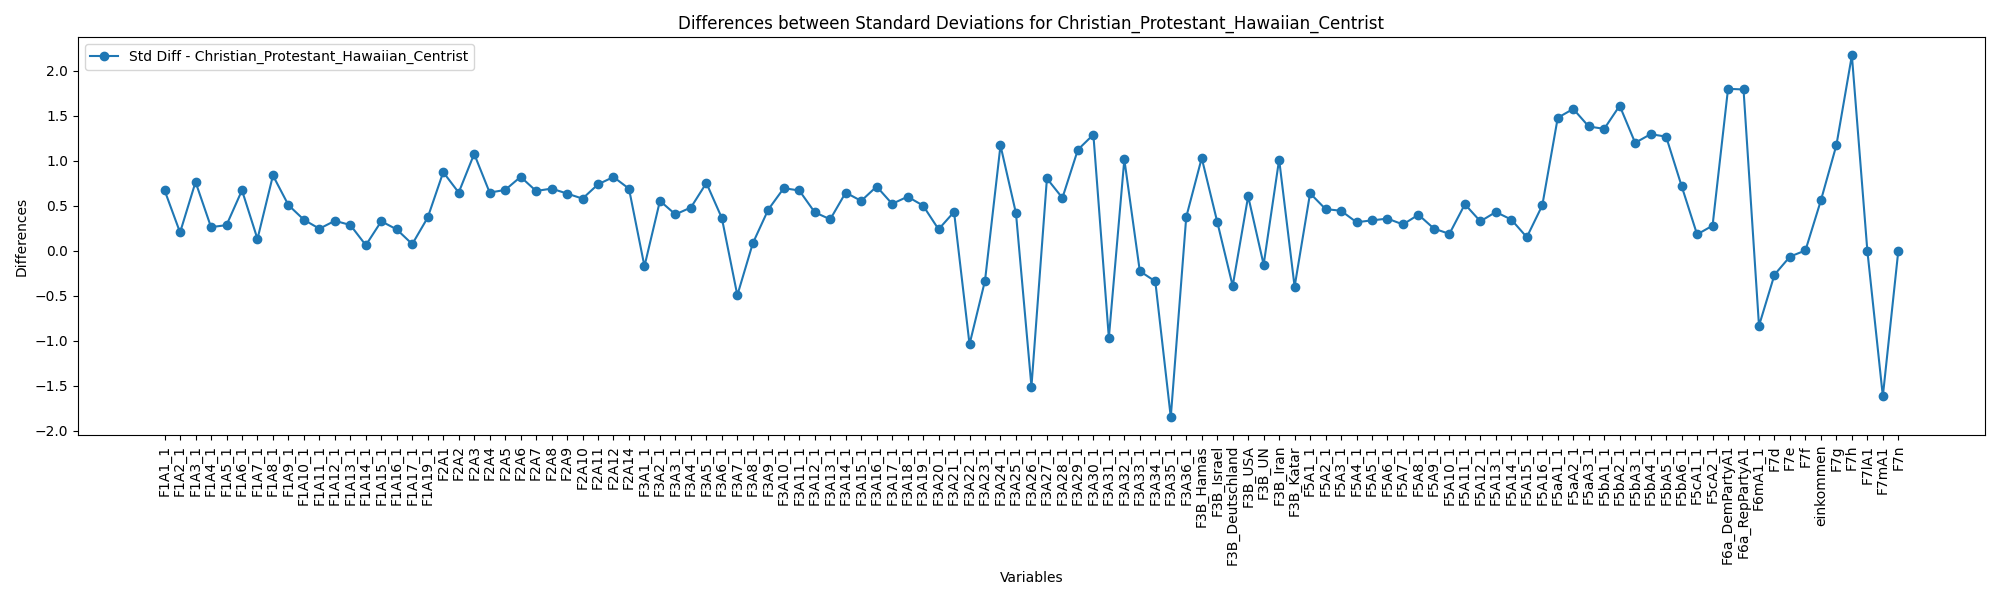 Differences between Standard Deviations for Christian_Protestant_Hawaiian_Centrist
Std Diff - Christian_Protestant_Hawaiian_Centrist
Differences
2.0
1.5
1.0
0.5
0.0
−0.5
−1.0
−1.5
−2.0
F1A1_1
F1A2_1
F1A3_1
F1A4_1
F1A5_1
F1A6_1
F1A7_1
F1A8_1
F1A9_1
F1A10_1
F1A11_1
F1A12_1
F1A13_1
F1A14_1
F1A15_1
F1A16_1
F1A17_1
F1A19_1
F2A1
F2A2
F2A3
F2A4
F2A5
F2A6
F2A7
F2A8
F2A9
F2A10
F2A11
F2A12
F2A14
F3A1_1
F3A2_1
F3A3_1
F3A4_1
F3A5_1
F3A6_1
F3A7_1
F3A8_1
F3A9_1
F3A10_1
F3A11_1
F3A12_1
F3A13_1
F3A14_1
F3A15_1
F3A16_1
F3A17_1
F3A18_1
F3A19_1
F3A20_1
F3A21_1
F3A22_1
F3A23_1
F3A24_1
F3A25_1
F3A26_1
F3A27_1
F3A28_1
F3A29_1
F3A30_1
F3A31_1
F3A32_1
F3A33_1
F3A34_1
F3A35_1
F3A36_1
F3B_Hamas
F3B_Israel
F3B_Deutschland
F3B_USA
F3B_UN
F3B_Iran
F3B_Katar
F5A1_1
F5A2_1
F5A3_1
F5A4_1
F5A5_1
F5A6_1
F5A7_1
F5A8_1
F5A9_1
F5A10_1
F5A11_1
F5A12_1
F5A13_1
F5A14_1
F5A15_1
F5A16_1
F5aA1_1
F5aA2_1
F5aA3_1
F5bA1_1
F5bA2_1
F5bA3_1
F5bA4_1
F5bA5_1
F5bA6_1
F5cA1_1
F5cA2_1
F6a_DemPartyA1
F6a_RepPartyA1
F6mA1_1
F7d
F7e
F7f
einkommen
F7g
F7h
F7lA1
F7mA1
F7n
Variables